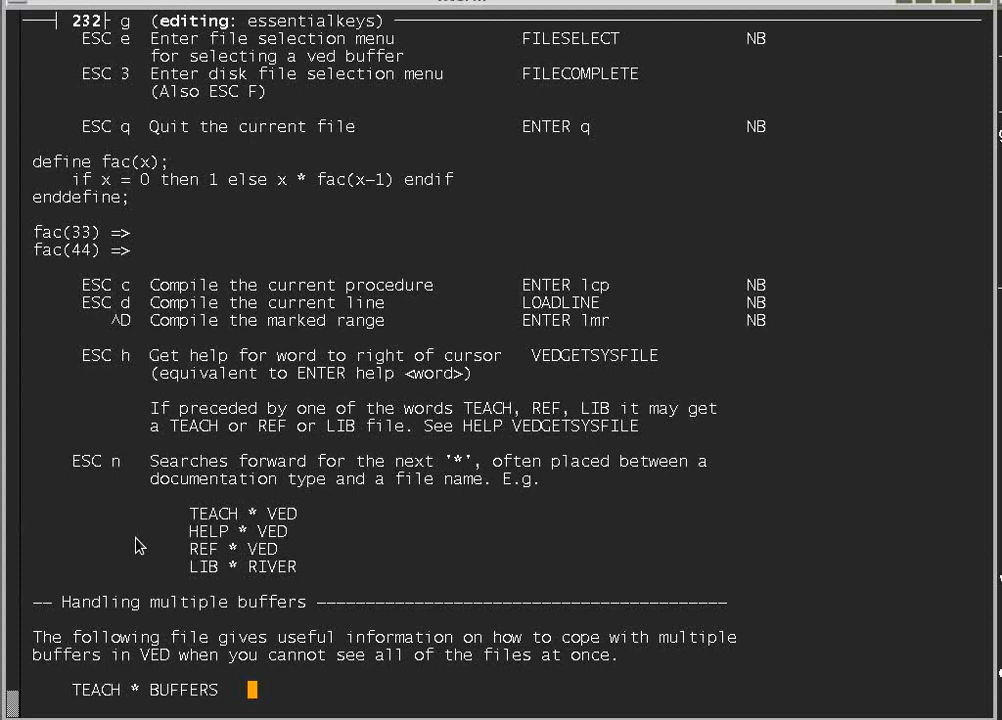 232 g (editing: essentialkeys)
ESC e Enter file selection menu FILESELECT NB
for selecting a ved buffer
ESC 3 Enter disk file selection menu FILECOMPLETE
(Also ESC F)
ESC q Quit the current file ENTER q NB
define fac(x);
if x = 0 then 1 else x * fac(x-1) endif
enddefine;
fac(33) =>
fac(44) =>
ESC c Compile the current procedure ENTER lcp NB
ESC d Compile the current line LOADLINE NB
^D Compile the marked range ENTER lmr NB
ESC h Get help for word to right of cursor VEDGETSYSFILE
(equivalent to ENTER help <word>)
If preceded by one of the words TEACH, REF, LIB it may get
a TEACH or REF or LIB file. See HELP VEDGETSYSFILE
ESC n Searches forward for the next '*', often placed between a
documentation type and a file name. E.g.
TEACH * VED
HELP * VED
REF * VED
LIB * RIVER
-- Handling multiple buffers ------------------------------------------
The following file gives useful information on how to cope with multiple
buffers in VED when you cannot see all of the files at once.
TEACH * BUFFERS